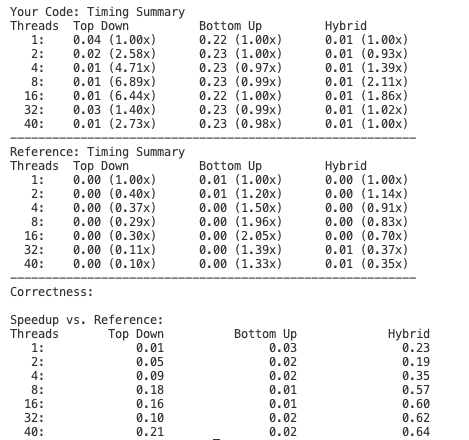 Your Code: Timing Summary
Threads Top Down Bottom Up Hybrid
1: 0.04 (1.00x) 0.22 (1.00x) 0.01 (1.00x)
2: 0.02 (2.58x) 0.23 (1.00x) 0.01 (0.93x)
4: 0.01 (4.71x) 0.23 (0.97x) 0.01 (1.39x)
8: 0.01 (6.89x) 0.23 (0.99x) 0.01 (2.11x)
16: 0.01 (6.44x) 0.22 (1.00x) 0.01 (1.86x)
32: 0.03 (1.40x) 0.23 (0.99x) 0.01 (1.02x)
40: 0.01 (2.73x) 0.23 (0.98x) 0.01 (1.00x)
Reference: Timing Summary
Threads Top Down Bottom Up Hybrid
1: 0.00 (1.00x) 0.01 (1.00x) 0.00 (1.00x)
2: 0.00 (0.40x) 0.01 (1.20x) 0.00 (1.14x)
4: 0.00 (0.37x) 0.00 (1.50x) 0.00 (0.91x)
8: 0.00 (0.29x) 0.00 (1.96x) 0.00 (0.83x)
16: 0.00 (0.30x) 0.00 (2.05x) 0.00 (0.70x)
32: 0.00 (0.11x) 0.00 (1.39x) 0.01 (0.37x)
40: 0.00 (0.10x) 0.00 (1.33x) 0.01 (0.35x)
Correctness:
Speedup vs. Reference:
Threads Top Down Bottom Up Hybrid
1: 0.01 0.03 0.23
2: 0.05 0.02 0.19
4: 0.09 0.02 0.35
8: 0.18 0.01 0.57
16: 0.16 0.01 0.60
32: 0.10 0.02 0.62
40: 0.21 0.02 0.64